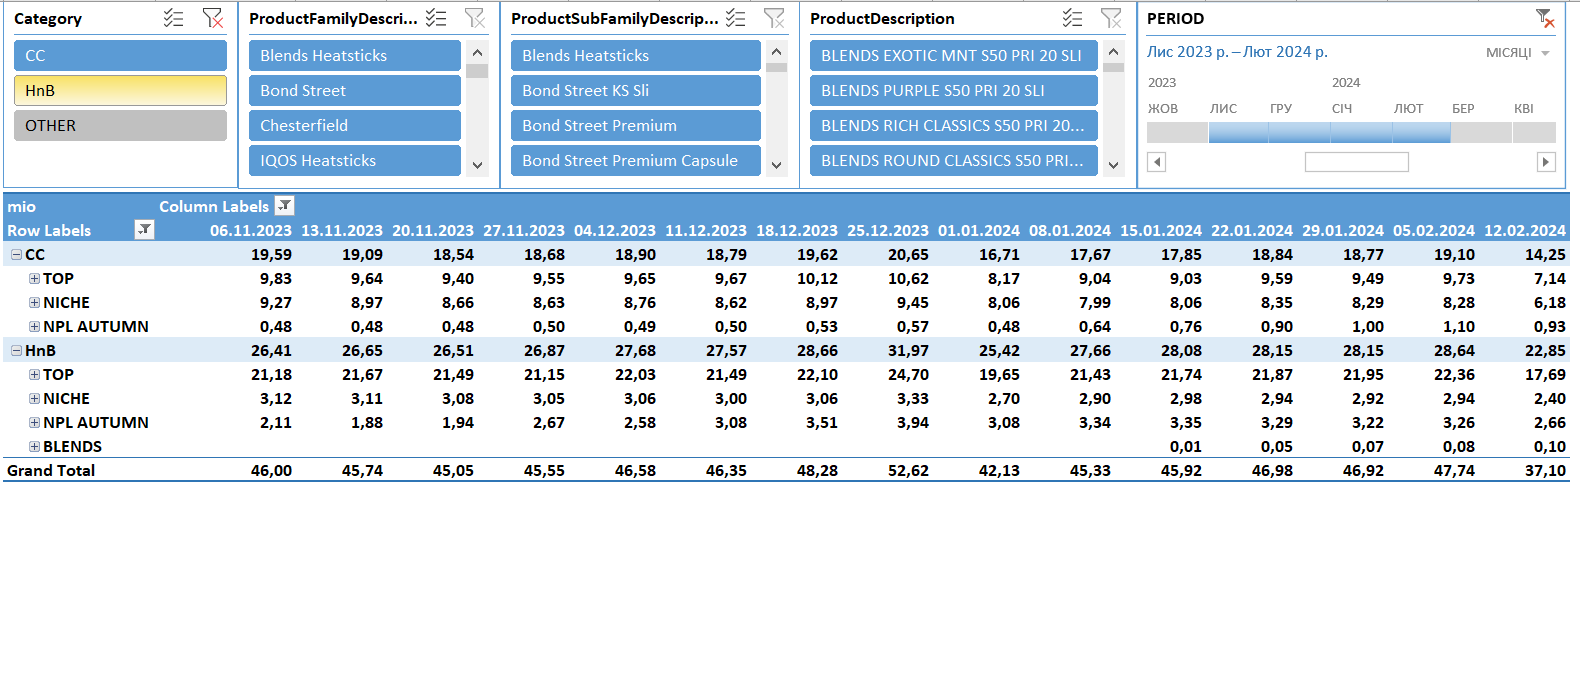 Category
CC
HnB
OTHER
ProductFamilyDescri...
Blends Heatsticks
Bond Street
Chesterfield
IQOS Heatsticks
ProductSubFamilyDescrip...
Blends Heatsticks
Bond Street KS Sli
Bond Street Premium
Bond Street Premium Capsule
ProductDescription
BLENDS EXOTIC MNT S50 PRI 20 SLI
BLENDS PURPLE S50 PRI 20 SLI
BLENDS RICH CLASSICS S50 PRI 20...
BLENDS ROUND CLASSICS S50 PRI...
PERIOD
Лис 2023 р. – Лют 2024 р. МІСЯЦІ
2023 2024
ЖОВ ЛИС ГРУ СІЧ ЛЮТ БЕР КВІ
mio Column Labels
Row Labels 06.11.2023 13.11.2023 20.11.2023 27.11.2023 04.12.2023 11.12.2023 18.12.2023 25.12.2023 01.01.2024 08.01.2024 15.01.2024 22.01.2024 29.01.2024 05.02.2024 12.02.2024
CC 19,59 19,09 18,54 18,68 18,90 18,79 19,62 20,65 16,71 17,67 17,85 18,84 18,77 19,10 14,25
TOP 9,83 9,64 9,40 9,55 9,65 9,67 10,12 10,62 8,17 9,04 9,03 9,59 9,49 9,73 7,14
NICHE 9,27 8,97 8,66 8,63 8,76 8,62 8,97 9,45 8,06 7,99 8,06 8,35 8,29 8,28 6,18
NPL AUTUMN 0,48 0,48 0,48 0,50 0,49 0,50 0,53 0,57 0,48 0,64 0,76 0,90 1,00 1,10 0,93
HnB 26,41 26,65 26,51 26,87 27,68 27,57 28,66 31,97 25,42 27,66 28,08 28,15 28,15 28,64 22,85
TOP 21,18 21,67 21,49 21,15 22,03 21,49 22,10 24,70 19,65 21,43 21,74 21,87 21,95 22,36 17,69
NICHE 3,12 3,11 3,08 3,05 3,06 3,00 3,06 3,33 2,70 2,90 2,98 2,94 2,92 2,94 2,40
NPL AUTUMN 2,11 1,88 1,94 2,67 2,58 3,08 3,51 3,94 3,08 3,34 3,35 3,29 3,22 3,26 2,66
BLENDS 0,01 0,05 0,07 0,08 0,10
Grand Total 46,00 45,74 45,05 45,55 46,58 46,35 48,28 52,62 42,13 45,33 45,92 46,98 46,92 47,74 37,10